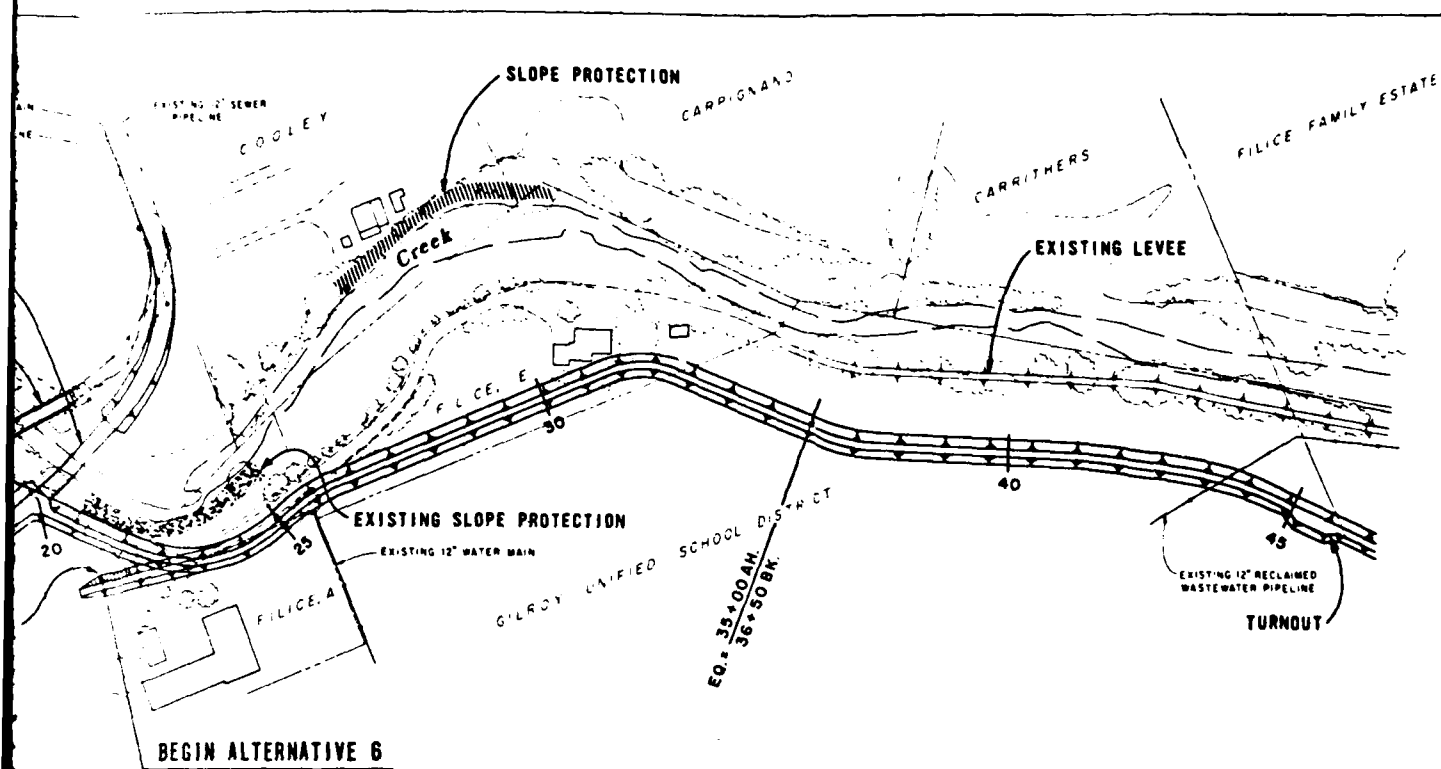 SLOPE PROTECTION
CARPIGNANO
FILICE FAMILY ESTATE
EXISTING 12" SEWER
PIPELINE
COOLEY
CARRITHERS
Creek
EXISTING LEVEE
FILICE, E
30
40
45
20
25
EXISTING SLOPE PROTECTION
EXISTING 12" WATER MAIN
FILICE, A
GILROY UNIFIED SCHOOL DISTRICT
EQ. = 35+00 AH.
36+50 BK.
EXISTING 12" RECLAIMED
WASTEWATER PIPELINE
TURNOUT
BEGIN ALTERNATIVE 6